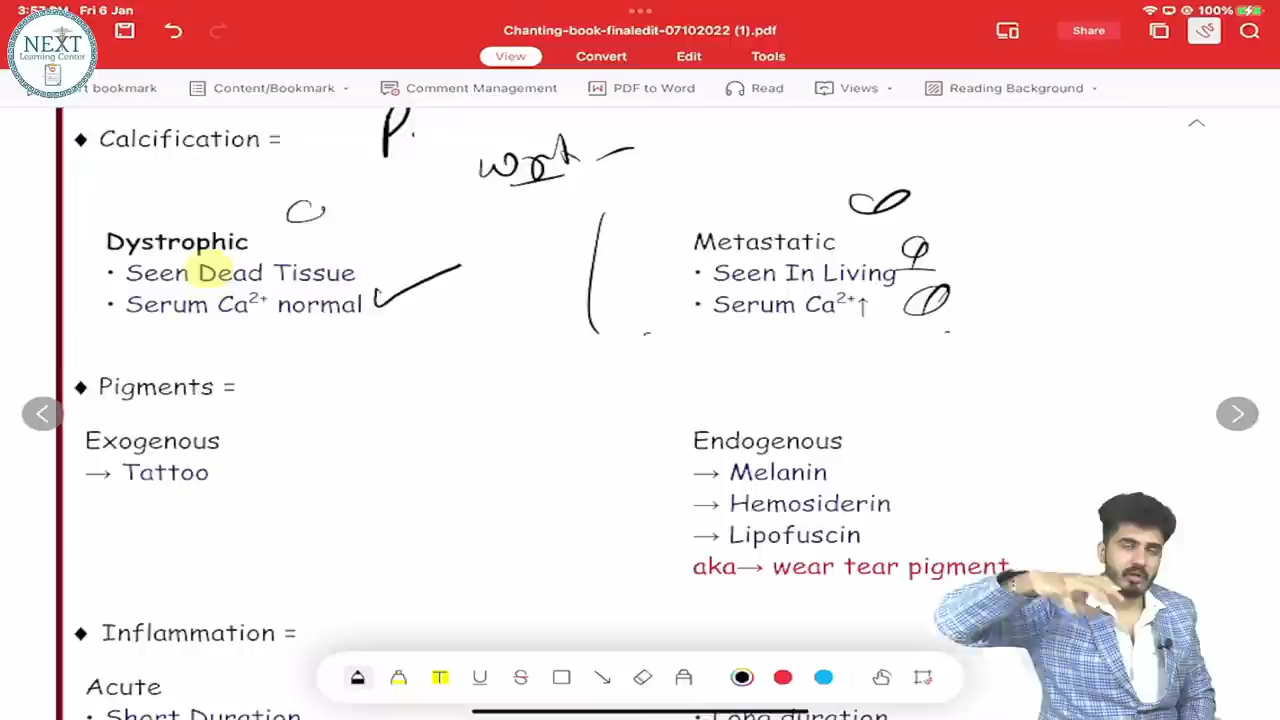 3:57 PM Fri 6 Jan
100%
NEXT
Learning Center
Chanting-book-finaledit-07102022 (1).pdf
Share
View
Convert
Edit
Tools
bookmark
Content/Bookmark
Comment Management
PDF to Word
Read
Views
Reading Background
♦ Calcification =
P.
wort
Dystrophic
• Seen Dead Tissue
• Serum Ca²⁺ normal
Metastatic
• Seen In Living
• Serum Ca²⁺↑
♦ Pigments =
Exogenous
→ Tattoo
Endogenous
→ Melanin
→ Hemosiderin
→ Lipofuscin
aka→ wear tear pigment
♦ Inflammation =
Acute
• Short Duration
• Long duration